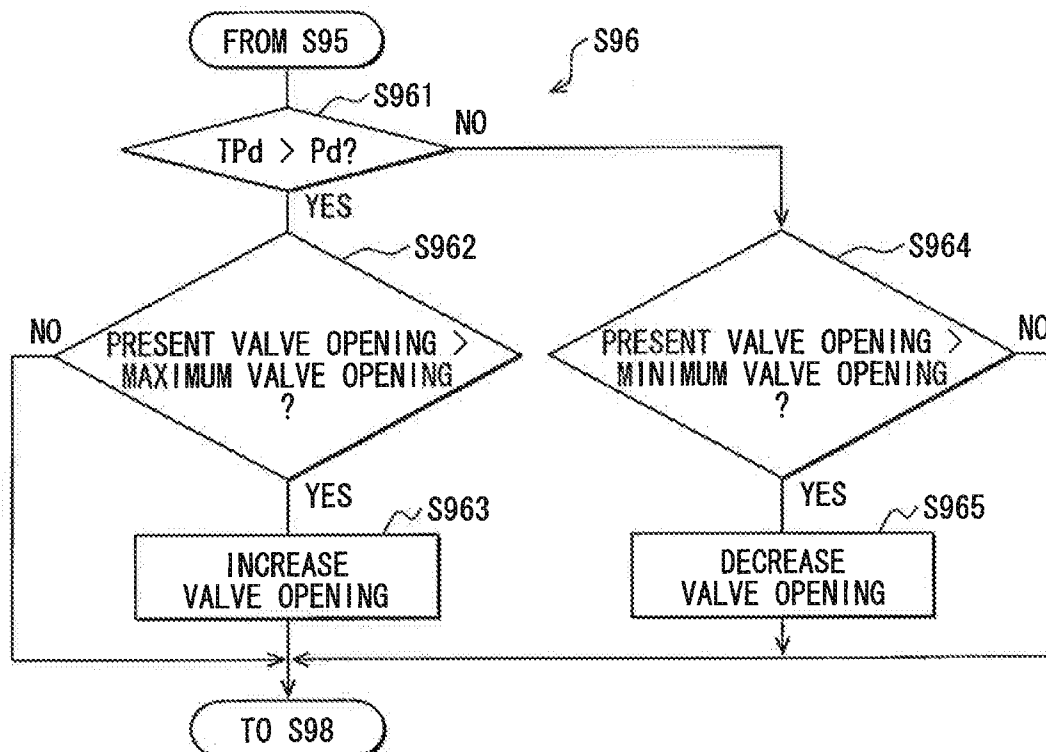 FROM S95
S96
S961
TPd > Pd?
NO
YES
S962
NO
PRESENT VALVE OPENING >
MAXIMUM VALVE OPENING
?
YES
S963
INCREASE
VALVE OPENING
S964
NO
PRESENT VALVE OPENING >
MINIMUM VALVE OPENING
?
YES
S965
DECREASE
VALVE OPENING
TO S98